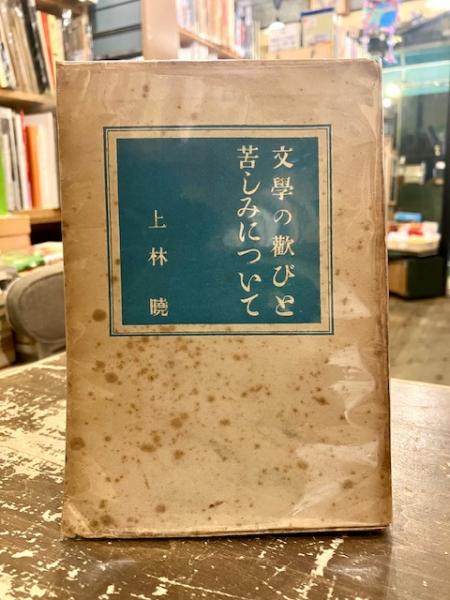 文學の歡びと
苦しみについて
上林曉